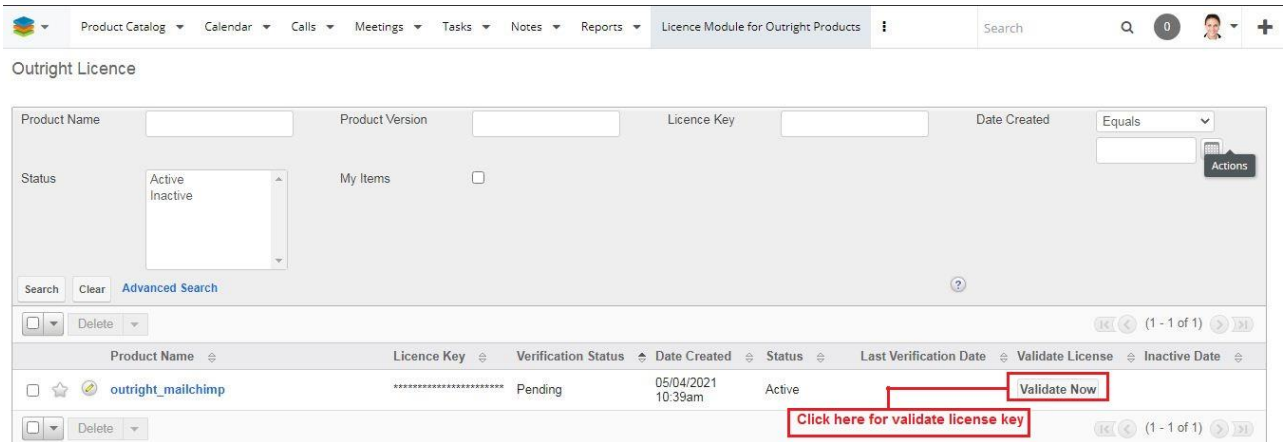 Product Catalog Calendar Calls Meetings Tasks Notes Reports Licence Module for Outright Products Search 0
Outright Licence
Product Name Product Version Licence Key Date Created Equals
Actions
Status Active My Items
Inactive
Search Clear Advanced Search ?
Delete (1 - 1 of 1)
Product Name Licence Key Verification Status Date Created Status Last Verification Date Validate License Inactive Date
outright_mailchimp *********************** Pending 05/04/2021 10:39am Active Validate Now
Click here for validate license key
Delete (1 - 1 of 1)